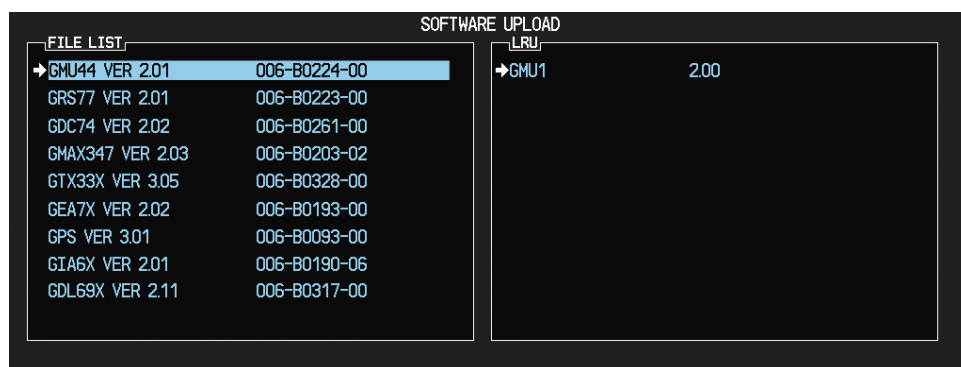 SOFTWARE UPLOAD
FILE LIST
GMU44 VER 2.01 006-B0224-00
GRS77 VER 2.01 006-B0223-00
GDC74 VER 2.02 006-B0261-00
GMAX347 VER 2.03 006-B0203-02
GTX33X VER 3.05 006-B0328-00
GEA7X VER 2.02 006-B0193-00
GPS VER 3.01 006-B0093-00
GIA6X VER 2.01 006-B0190-06
GDL69X VER 2.11 006-B0317-00
LRU
GMU1 2.00